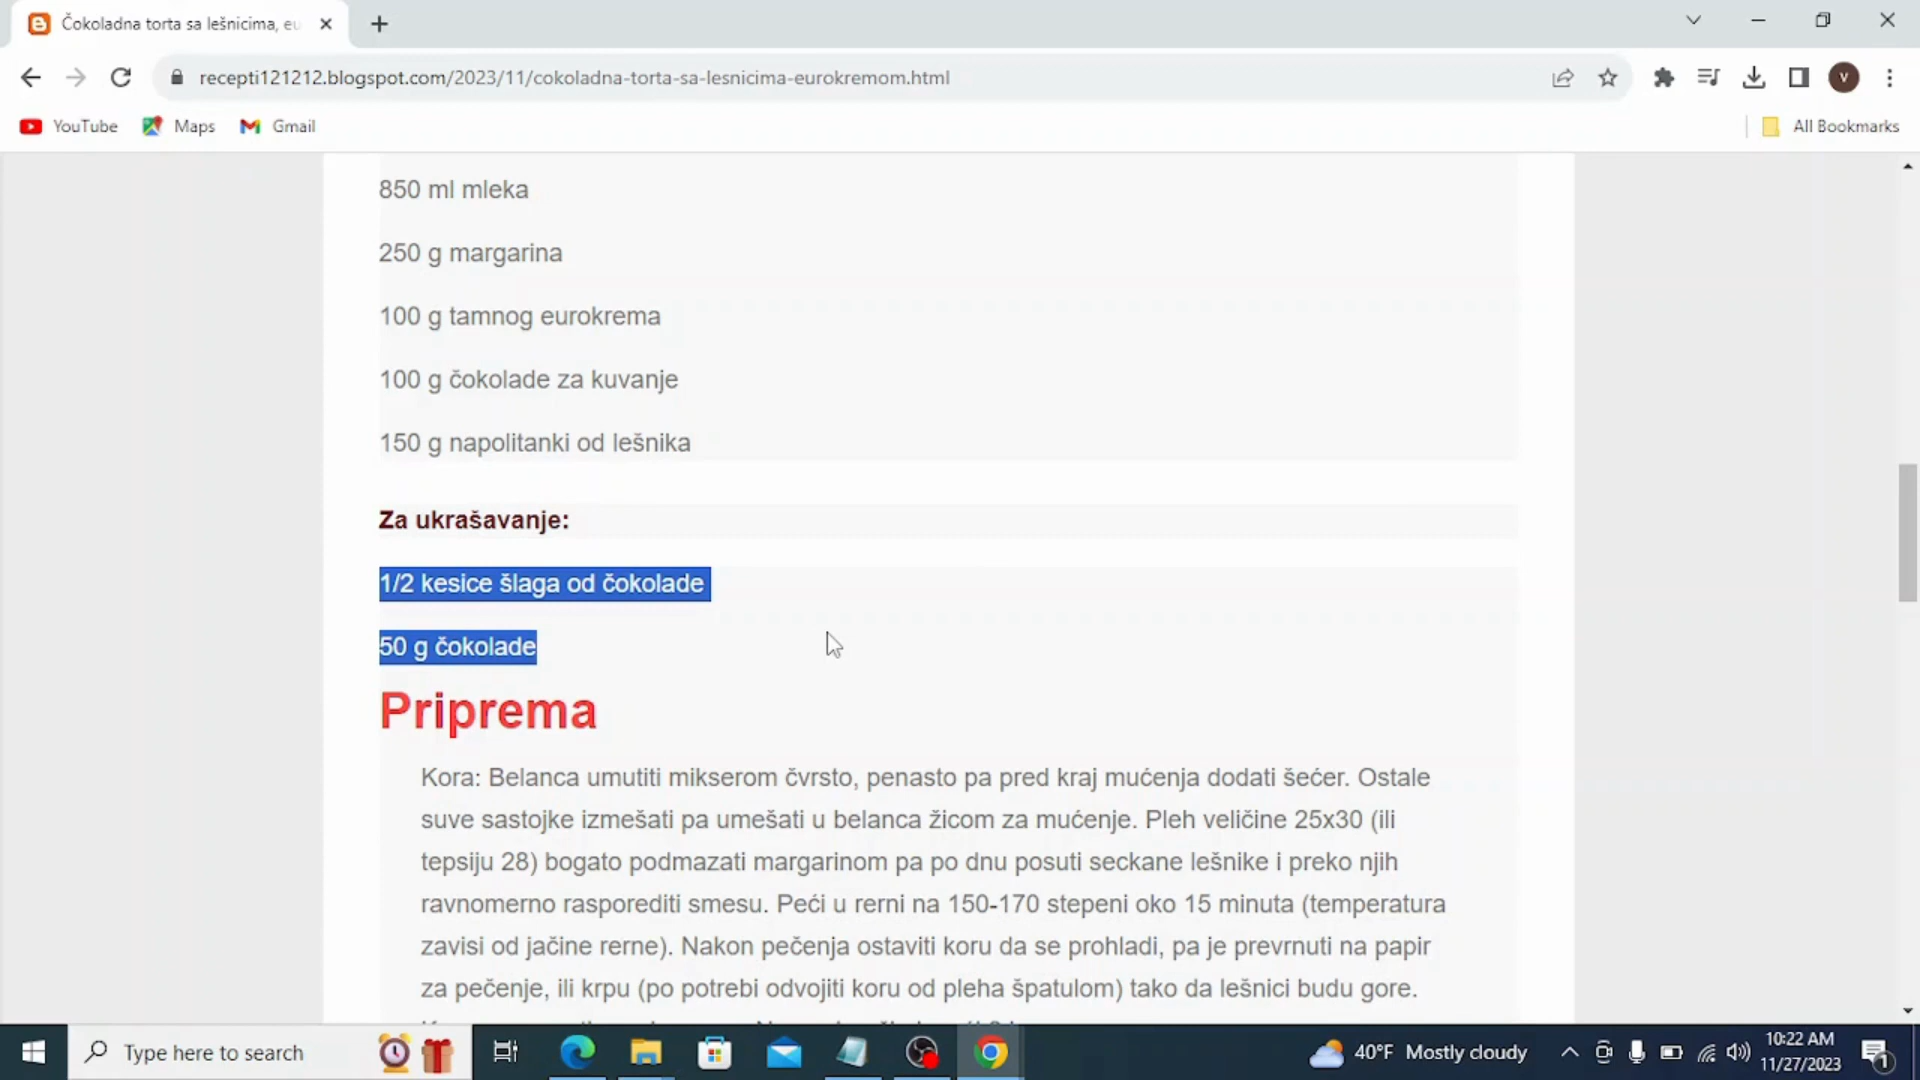 Čokoladna torta sa lešnicima, eu
recepti121212.blogspot.com/2023/11/cokoladna-torta-sa-lesnicima-eurokremom.html
V
YouTube
Maps
Gmail
All Bookmarks
850 ml mleka
250 g margarina
100 g tamnog eurokrema
100 g čokolade za kuvanje
150 g napolitanki od lešnika
Za ukrašavanje:
1/2 kesice šlaga od čokolade
50 g čokolade
Priprema
Kora: Belanca umutiti mikserom čvrsto, penasto pa pred kraj mućenja dodati šećer. Ostale
suve sastojke izmešati pa umešati u belanca žicom za mućenje. Pleh veličine 25x30 (ili
tepsiju 28) bogato podmazati margarinom pa po dnu posuti seckane lešnike i preko njih
ravnomerno rasporediti smesu. Peći u rerni na 150-170 stepeni oko 15 minuta (temperatura
zavisi od jačine rerne). Nakon pečenja ostaviti koru da se prohladi, pa je prevrnuti na papir
za pečenje, ili krpu (po potrebi odvojiti koru od pleha špatulom) tako da lešnici budu gore.
Type here to search
40°F Mostly cloudy
10:22 AM
11/27/2023
1